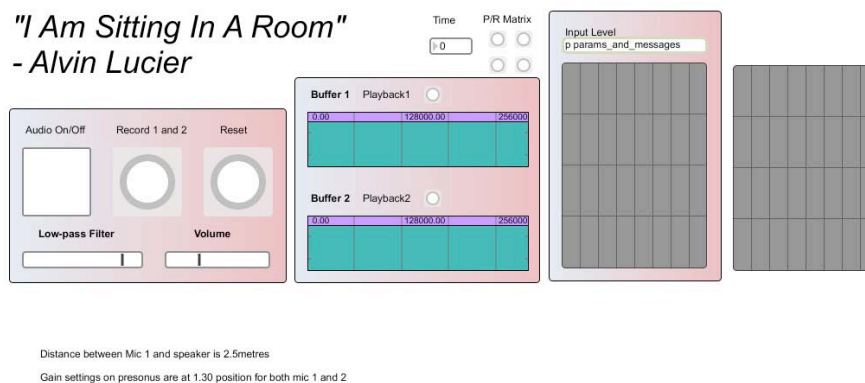 "I Am Sitting In A Room"
- Alvin Lucier
Time
P/R Matrix
0
Input Level
p params_and_messages
Buffer 1 Playback1
0.00 128000.00 256000
Audio On/Off
Record 1 and 2
Reset
Buffer 2 Playback2
0.00 128000.00 256000
Low-pass Filter
Volume
Distance between Mic 1 and speaker is 2.5metres
Gain settings on presonus are at 1.30 position for both mic 1 and 2